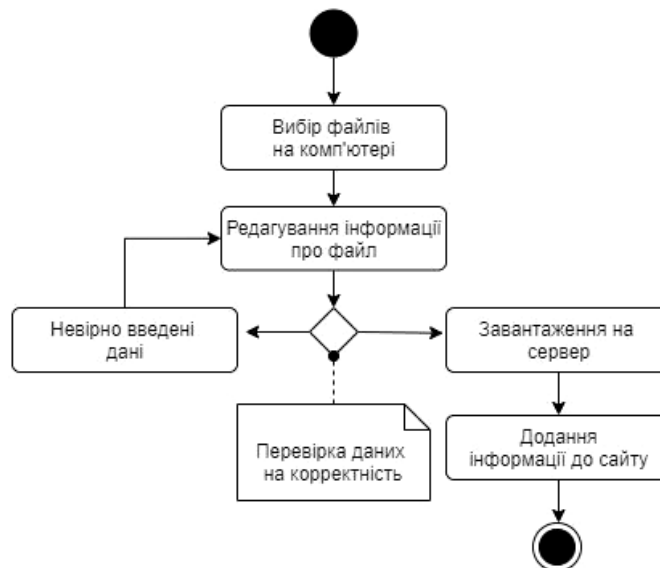 Вибір файлів
на комп'ютері
Редагування інформації
про файл
Невірно введені
дані
Завантаження на
сервер
Перевірка даних
на корректність
Додання
інформації до сайту